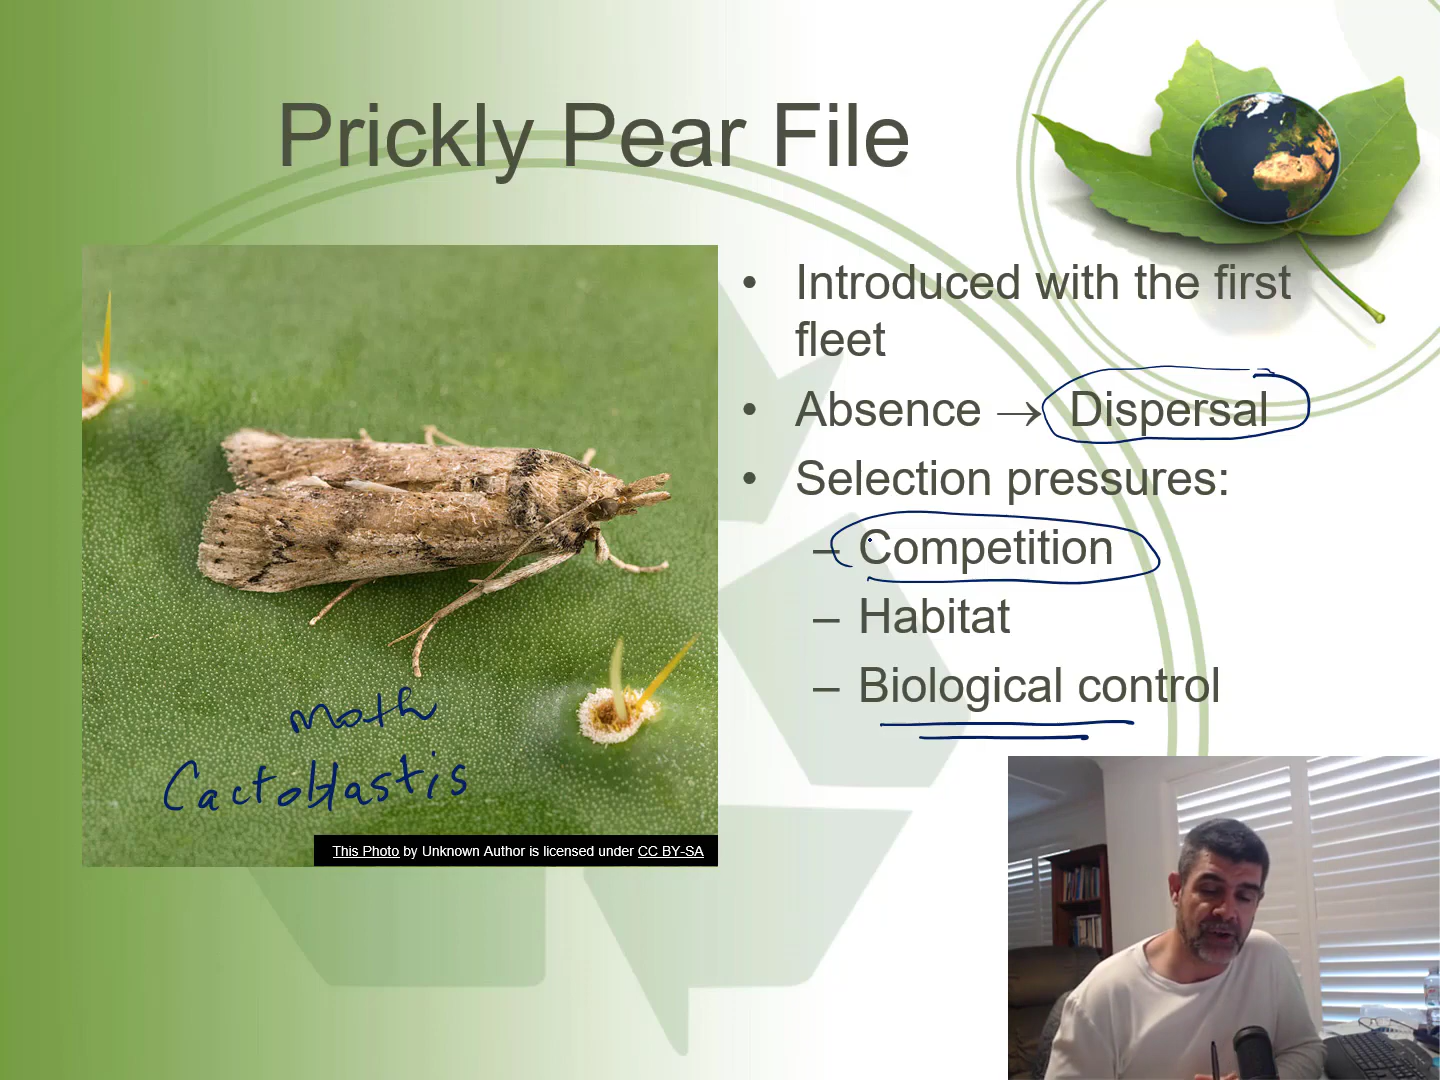 Prickly Pear File
• Introduced with the first
fleet
• Absence → Dispersal
• Selection pressures:
– Competition
– Habitat
– Biological control
moth
Cactoblastis
This Photo by Unknown Author is licensed under CC BY-SA